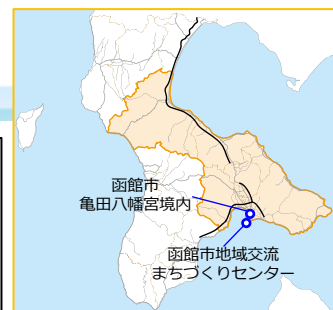 函館市
亀田八幡宮境内
函館市地域交流
まちづくりセンター